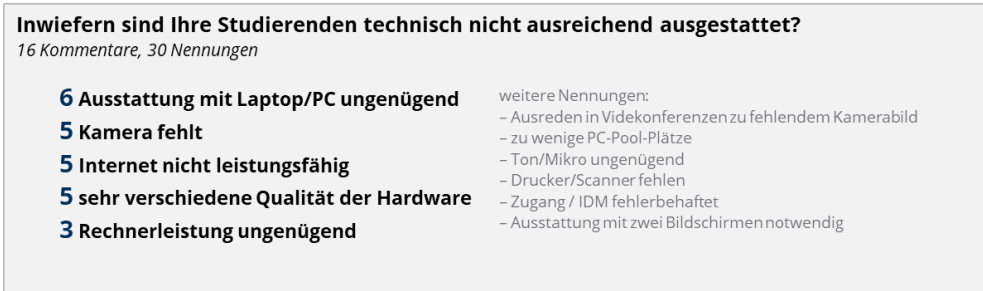 Inwiefern sind Ihre Studierenden technisch nicht ausreichend ausgestattet?
16 Kommentare, 30 Nennungen
6 Ausstattung mit Laptop/PC ungenügend
5 Kamera fehlt
5 Internet nicht leistungsfähig
5 sehr verschiedene Qualität der Hardware
3 Rechnerleistung ungenügend
weitere Nennungen:
– Ausreden in Videkonferenzen zu fehlendem Kamerabild
– zu wenige PC-Pool-Plätze
– Ton/Mikro ungenügend
– Drucker/Scanner fehlen
– Zugang / IDM fehlerbehaftet
– Ausstattung mit zwei Bildschirmen notwendig